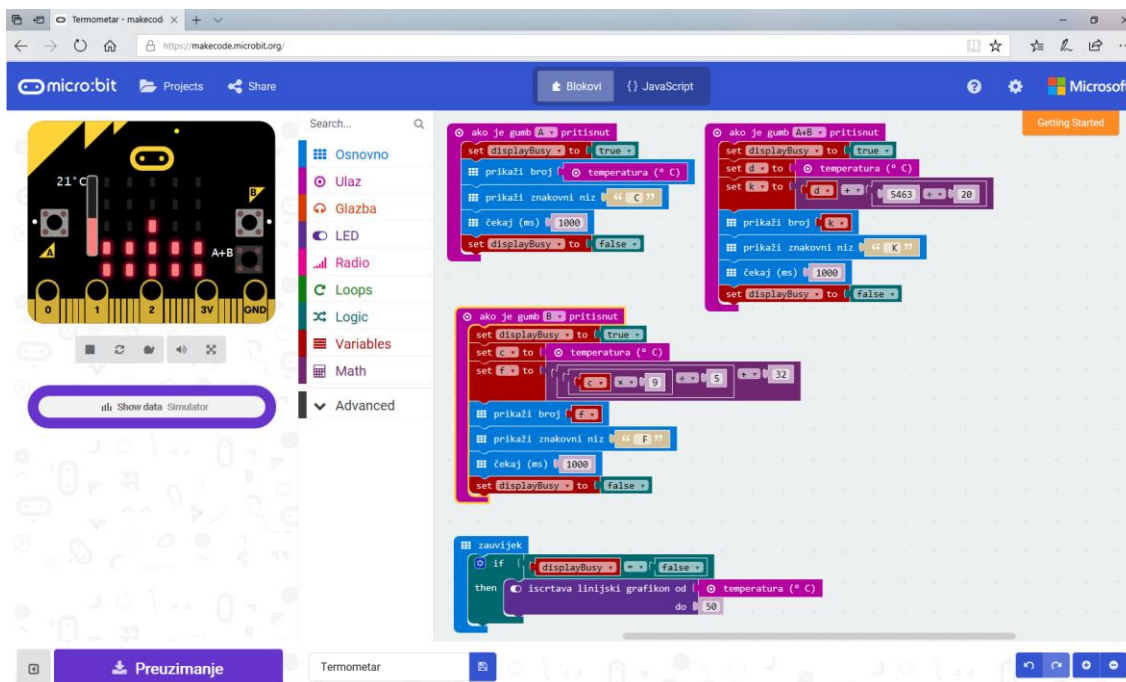 Termometar - makecod
https://makecode.microbit.org/
micro:bit
Projects
Share
Blokovi
{} JavaScript
Microsoft
Getting Started
21°C
B
A
A+B
0 1 2 3V GND
Show data Simulator
Search...
Osnovno
Ulaz
Glazba
LED
Radio
Loops
Logic
Variables
Math
Advanced
ako je gumb A pritisnut
set displayBusy to true
prikaži broj temperatura (° C)
prikaži znakovni niz “ C ”
čekaj (ms) 1000
set displayBusy to false
ako je gumb A+B pritisnut
set displayBusy to true
set d to temperatura (° C)
set k to d + 5463 ÷ 20
prikaži broj k
prikaži znakovni niz “ K ”
čekaj (ms) 1000
set displayBusy to false
ako je gumb B pritisnut
set displayBusy to true
set c to temperatura (° C)
set f to c × 9 ÷ 5 + 32
prikaži broj f
prikaži znakovni niz “ F ”
čekaj (ms) 1000
set displayBusy to false
zauvijek
if displayBusy = false
then iscrtava linijski grafikon od temperatura (° C)
do 50
Preuzimanje
Termometar